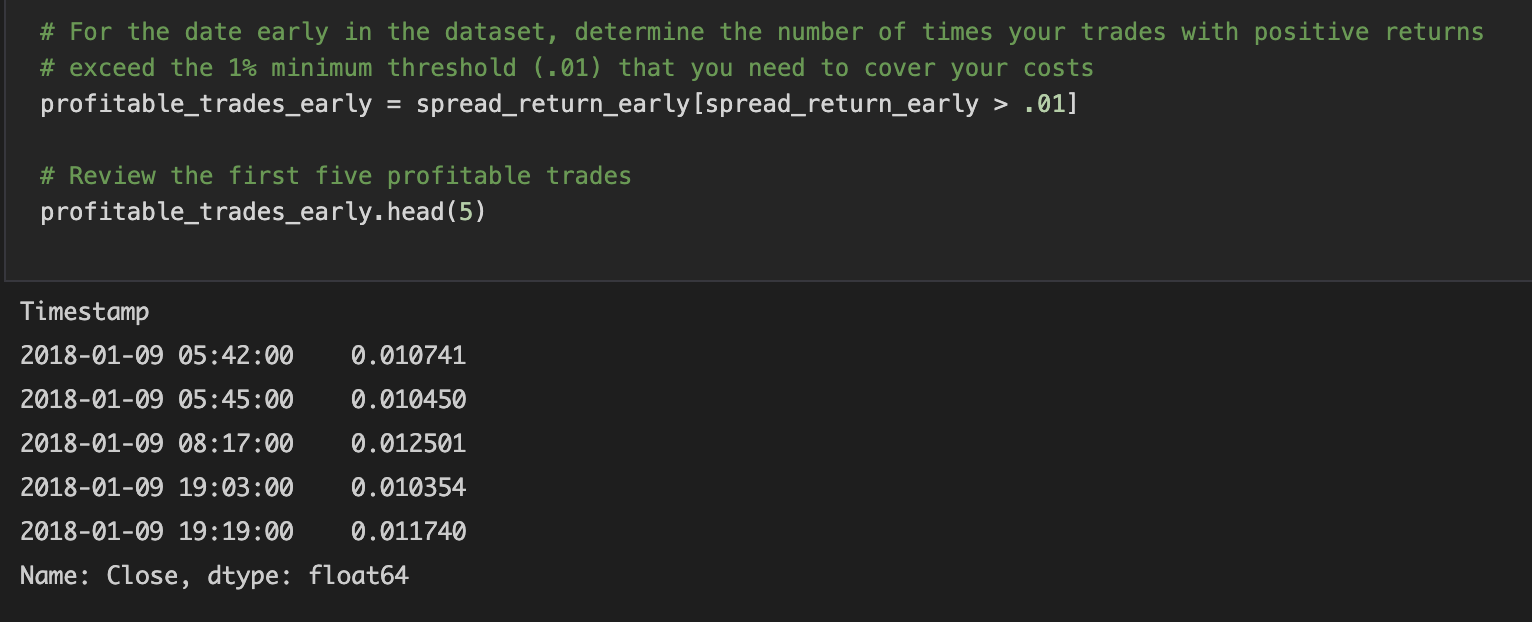 # For the date early in the dataset, determine the number of times your trades with positive returns
# exceed the 1% minimum threshold (.01) that you need to cover your costs
profitable_trades_early = spread_return_early[spread_return_early > .01]
# Review the first five profitable trades
profitable_trades_early.head(5)
Timestamp
2018-01-09 05:42:00    0.010741
2018-01-09 05:45:00    0.010450
2018-01-09 08:17:00    0.012501
2018-01-09 19:03:00    0.010354
2018-01-09 19:19:00    0.011740
Name: Close, dtype: float64